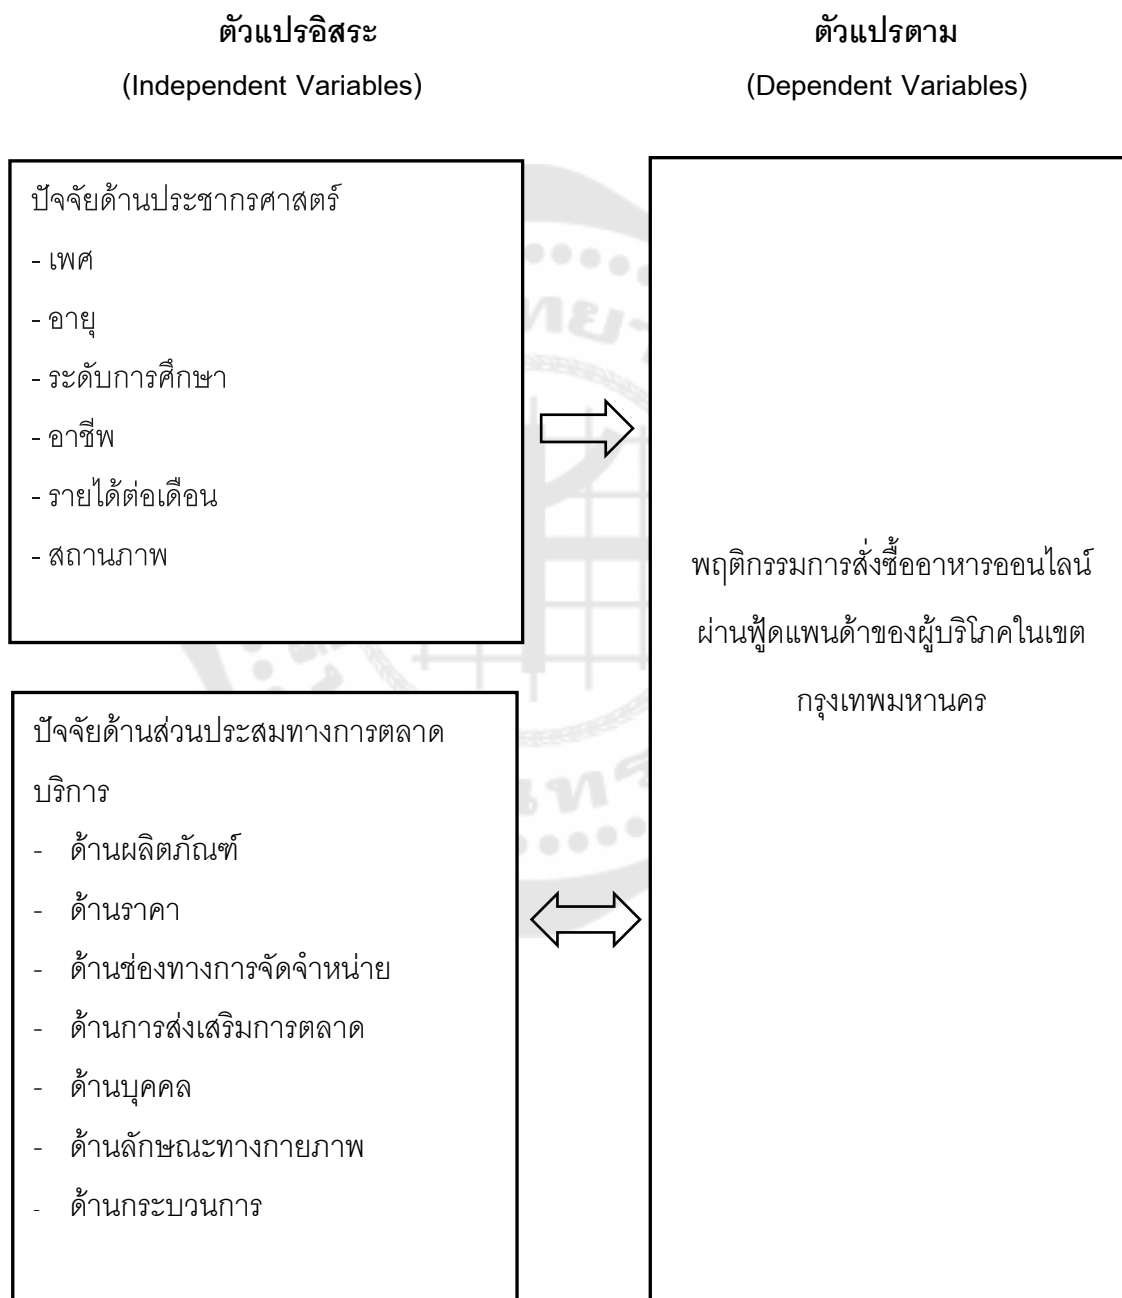 ตัวแปรอิสระ
(Independent Variables)
ตัวแปรตาม
(Dependent Variables)
ปัจจัยด้านประชากรศาสตร์
- เพศ
- อายุ
- ระดับการศึกษา
- อาชีพ
- รายได้ต่อเดือน
- สถานภาพ
ปัจจัยด้านส่วนประสมทางการตลาด
บริการ
- ด้านผลิตภัณฑ์
- ด้านราคา
- ด้านช่องทางการจัดจำหน่าย
- ด้านการส่งเสริมการตลาด
- ด้านบุคคล
- ด้านลักษณะทางกายภาพ
- ด้านกระบวนการ
พฤติกรรมการสั่งซื้ออาหารออนไลน์
ผ่านฟู้ดแพนด้าของผู้บริโภคในเขต
กรุงเทพมหานคร